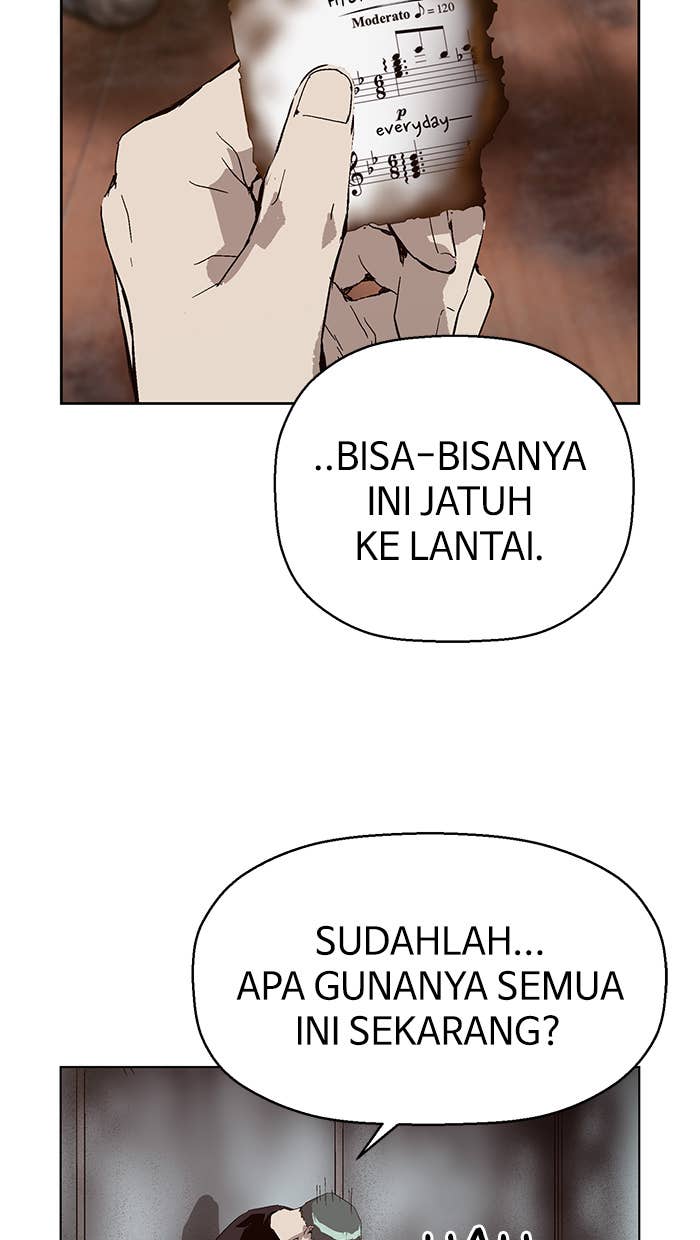 Moderato ♪=120
p
everyday—
..BISA-BISANYA
INI JATUH
KE LANTAI.
SUDAHLAH...
APA GUNANYA SEMUA
INI SEKARANG?